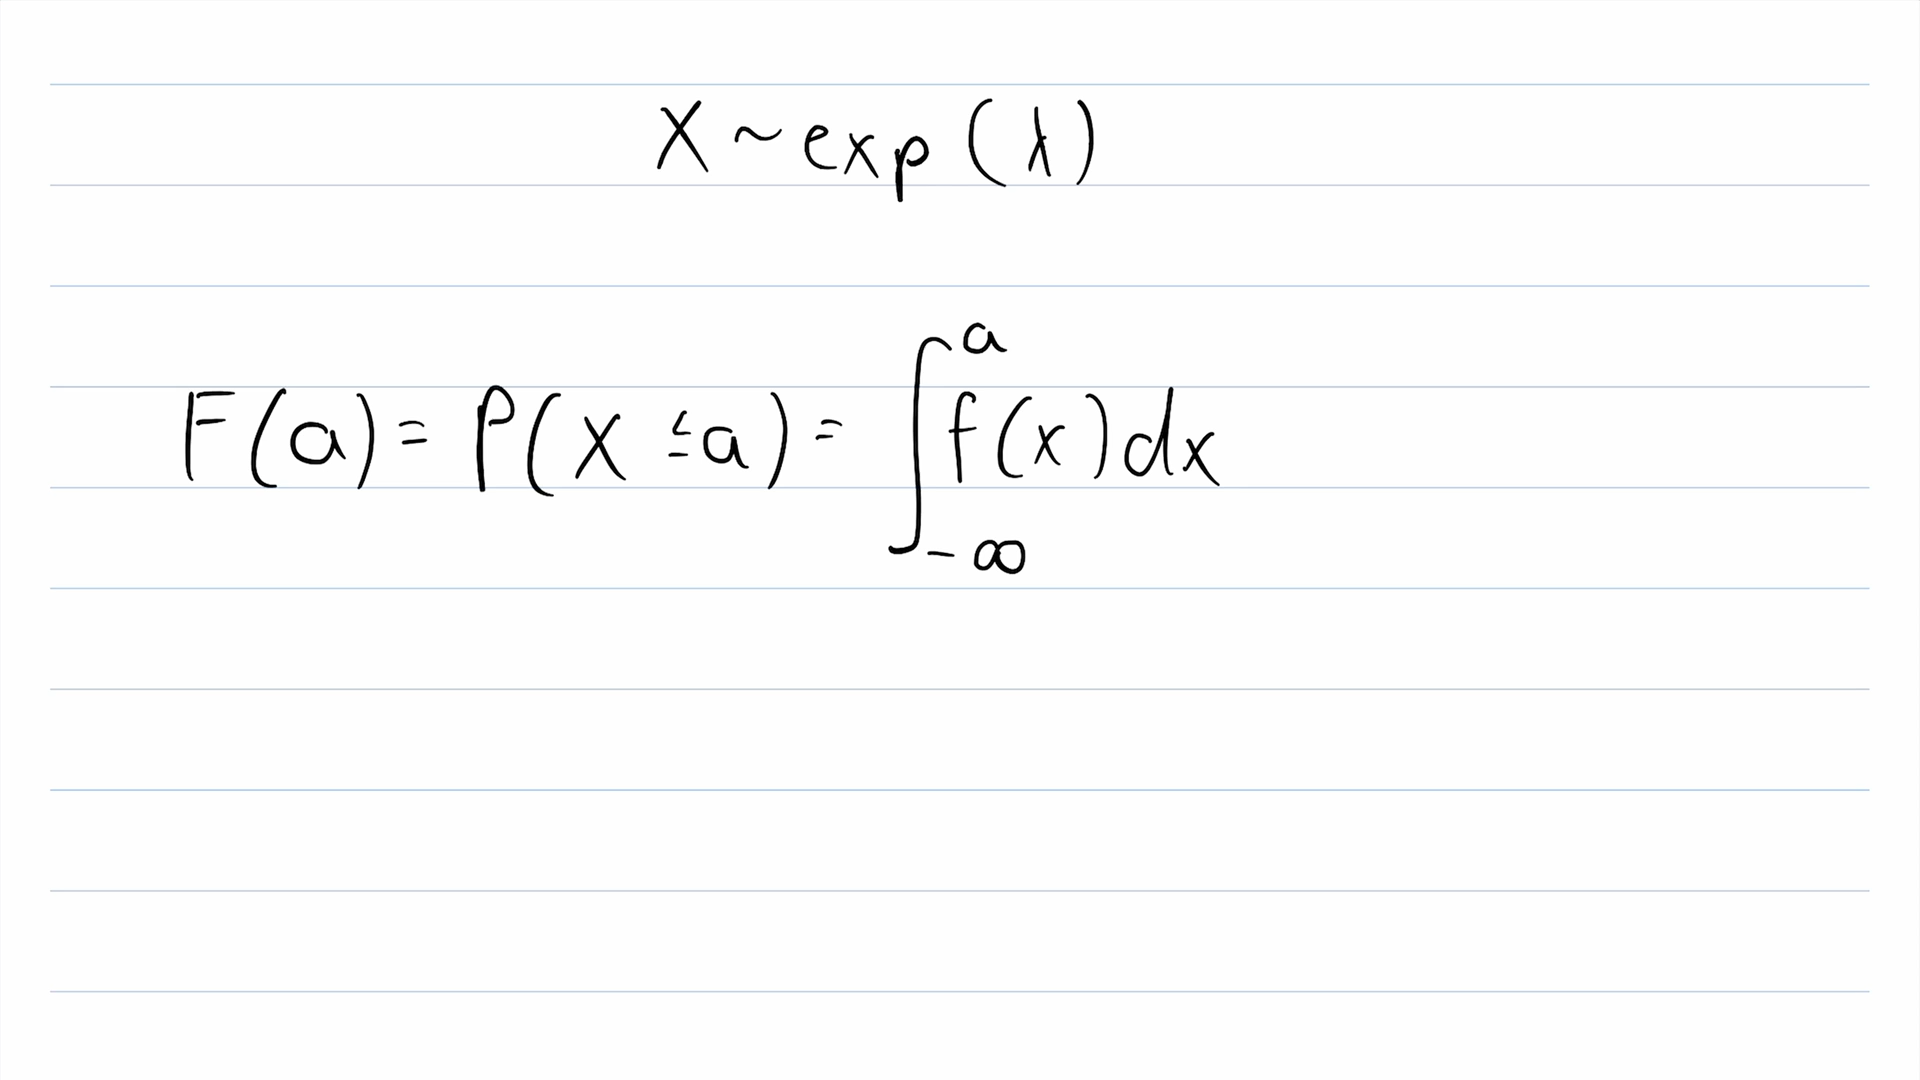 X ~ exp (λ)
F(a) = P(X ≤ a) = ∫_{-∞}^{a} f(x) dx